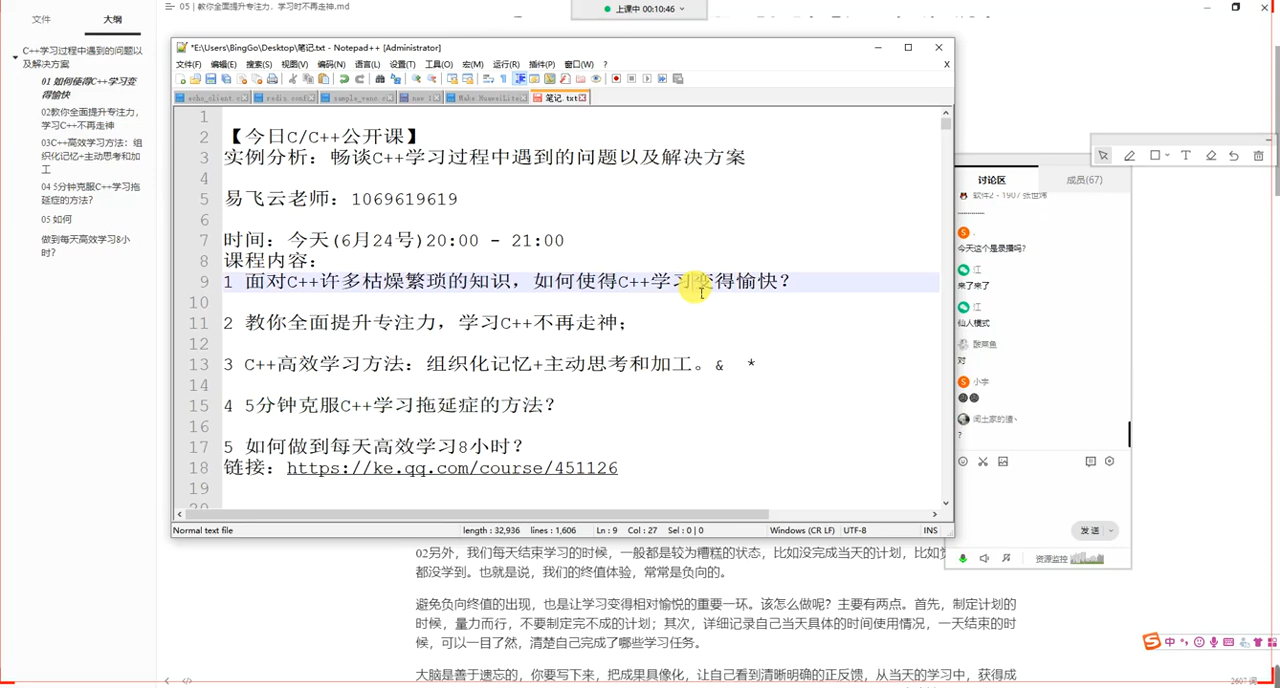 文件
大纲
C++学习过程中遇到的问题以及解决方案
01 如何使得C++学习变得愉快
02教你全面提升专注力，学习C++不再走神
03C++高效学习方法：组织化记忆+主动思考和加工
04 5分钟克服C++学习拖延症的方法？
05 如何
做到每天高效学习8小时？
05 | 教你全面提升专注力，学习时不再走神.md
上课中 00:10:46
*E:\Users\BingGo\Desktop\笔记.txt - Notepad++ [Administrator]
文件(F) 编辑(E) 搜索(S) 视图(V) 编码(N) 语言(L) 设置(T) 工具(O) 宏(M) 运行(R) 插件(P) 窗口(W) ? X
echo_client redis.conf 笔记.txt
1
2 【今日C/C++公开课】
3 实例分析：畅谈C++学习过程中遇到的问题以及解决方案
4
5 易飞云老师：1069619619
6
7 时间：今天(6月24号)20:00 - 21:00
8 课程内容：
9 1 面对C++许多枯燥繁琐的知识，如何使得C++学习变得愉快？
10
11 2 教你全面提升专注力，学习C++不再走神；
12
13 3 C++高效学习方法：组织化记忆+主动思考和加工。& *
14
15 4 5分钟克服C++学习拖延症的方法？
16
17 5 如何做到每天高效学习8小时？
18 链接：https://ke.qq.com/course/451126
19
20
Normal text file length : 32,936 lines : 1,606 Ln : 9 Col : 27 Sel : 0 | 0 Windows (CR LF) UTF-8 INS
讨论区
成员(67)
今天这个是录播吗？
江
来了来了
江
仙人模式
酸菜鱼
对
小宇
?
发送
资源监控
02另外，我们每天结束学习的时候，一般都是较为糟糕的状态，比如没完成当天的计划，比如
都没学到。也就是说，我们的终值体验，常常是负向的。
避免负向终值的出现，也是让学习变得相对愉悦的重要一环。该怎么做呢？主要有两点。首先，制定计划的
时候，量力而行，不要制定完不成的计划；其次，详细记录自己当天具体的时间使用情况，一天结束的时
候，可以一目了然，清楚自己完成了哪些学习任务。
大脑是善于遗忘的，你要写下来，把成果具像化，让自己看到清晰明确的正反馈，从当天的学习中，获得成
中
2607 词